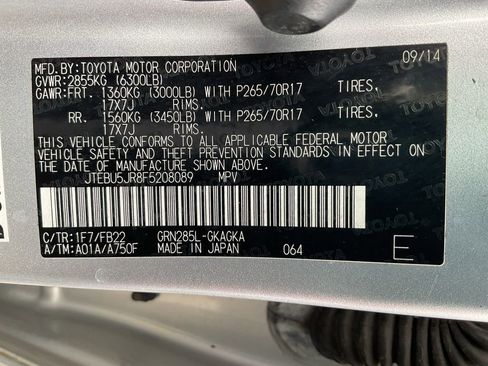 MFD.BY:TOYOTA MOTOR CORPORATION 09/14
GVWR:2855KG (6300LB)
GAWR:FRT. 1360KG (3000LB) WITH P265/70R17 TIRES,
17X7J RIMS.
RR. 1560KG (3450LB) WITH P265/70R17 TIRES,
17X7J RIMS.
THIS VEHICLE CONFORMS TO ALL APPLICABLE FEDERAL MOTOR
VEHICLE SAFETY AND THEFT PREVENTION STANDARDS IN EFFECT ON
THE DATE OF MANUFACTURE SHOWN ABOVE.
JTEBU5JR8F5208089 MPV
C/TR:1F7/FB22 GRN285L-GKAGKA
A/TM:A01A/A750F MADE IN JAPAN 064 E